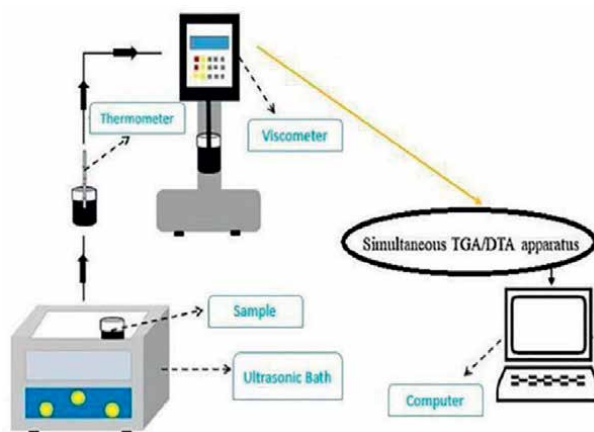 Thermometer
Viscometer
Simultaneous TGA/DTA apparatus
Sample
Ultrasonic Bath
Computer